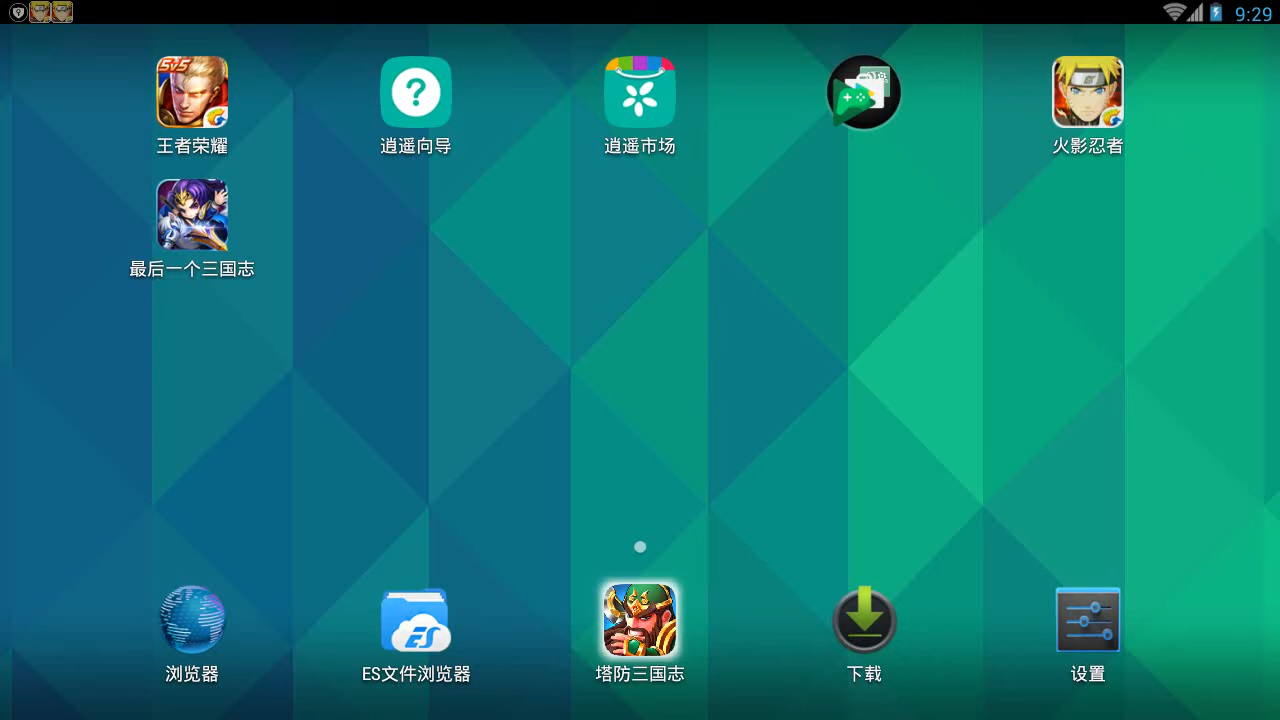 9:29
5v5
王者荣耀
逍遥向导
逍遥市场
火影忍者
最后一个三国志
ES
浏览器
ES文件浏览器
塔防三国志
下载
设置